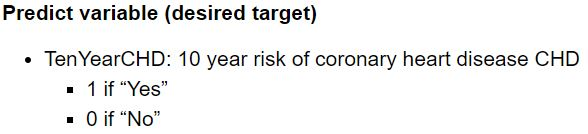 Predict variable (desired target)
• TenYearCHD: 10 year risk of coronary heart disease CHD
▪ 1 if “Yes”
▪ 0 if “No”